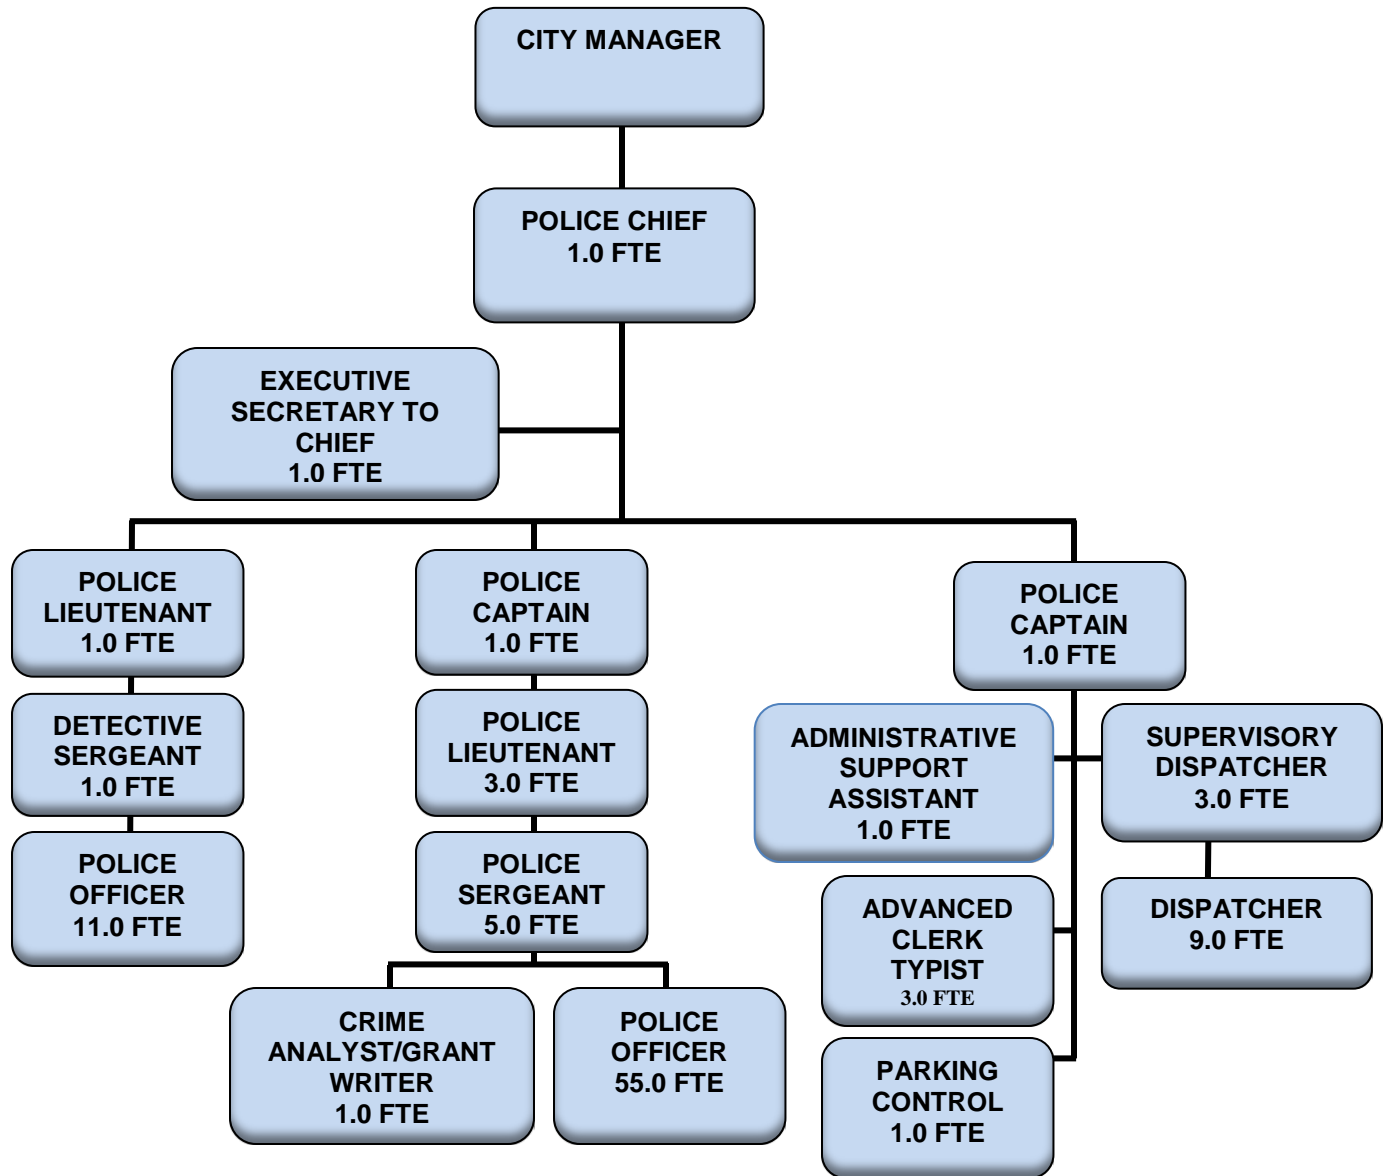 CITY MANAGER
POLICE CHIEF
1.0 FTE
EXECUTIVE
SECRETARY TO
CHIEF
1.0 FTE
POLICE
LIEUTENANT
1.0 FTE
DETECTIVE
SERGEANT
1.0 FTE
POLICE
OFFICER
11.0 FTE
POLICE
CAPTAIN
1.0 FTE
POLICE
LIEUTENANT
3.0 FTE
POLICE
SERGEANT
5.0 FTE
CRIME
ANALYST/GRANT
WRITER
1.0 FTE
POLICE
OFFICER
55.0 FTE
POLICE
CAPTAIN
1.0 FTE
ADMINISTRATIVE
SUPPORT
ASSISTANT
1.0 FTE
SUPERVISORY
DISPATCHER
3.0 FTE
DISPATCHER
9.0 FTE
ADVANCED
CLERK
TYPIST
3.0 FTE
PARKING
CONTROL
1.0 FTE